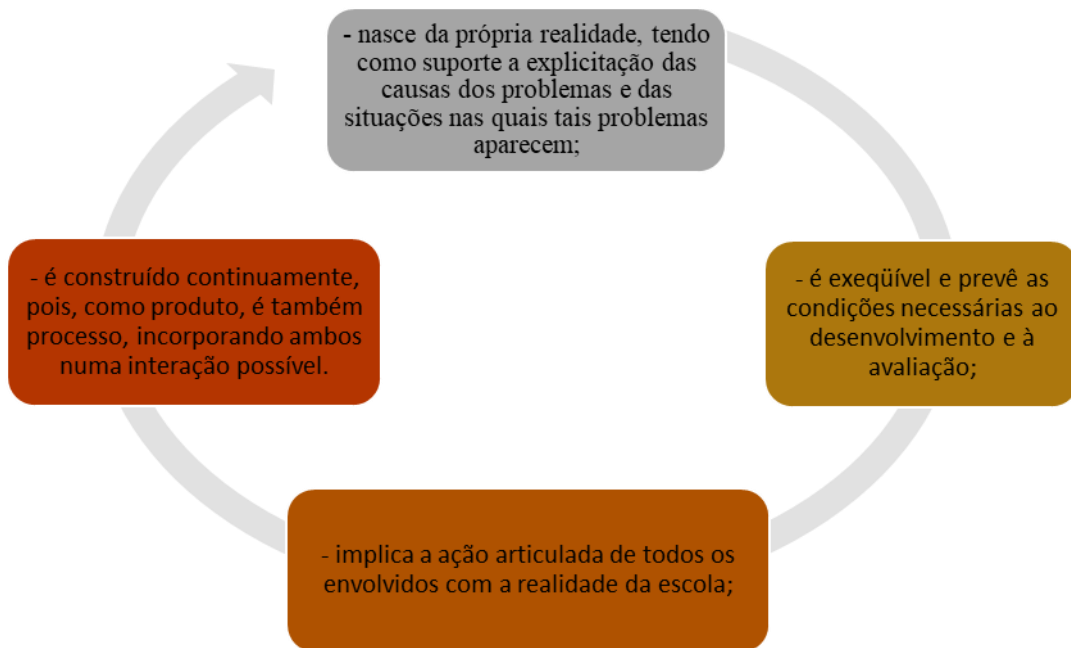 - nasce da própria realidade, tendo
como suporte a explicitação das
causas dos problemas e das
situações nas quais tais problemas
aparecem;
- é exeqüível e prevê as
condições necessárias ao
desenvolvimento e à
avaliação;
- implica a ação articulada de todos os
envolvidos com a realidade da escola;
- é construído continuamente,
pois, como produto, é também
processo, incorporando ambos
numa interação possível.